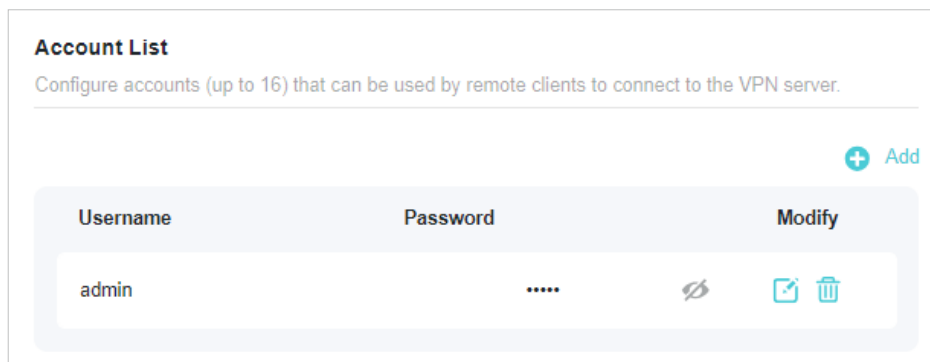 Account List
Configure accounts (up to 16) that can be used by remote clients to connect to the VPN server.
Add
Username Password Modify
admin •••••